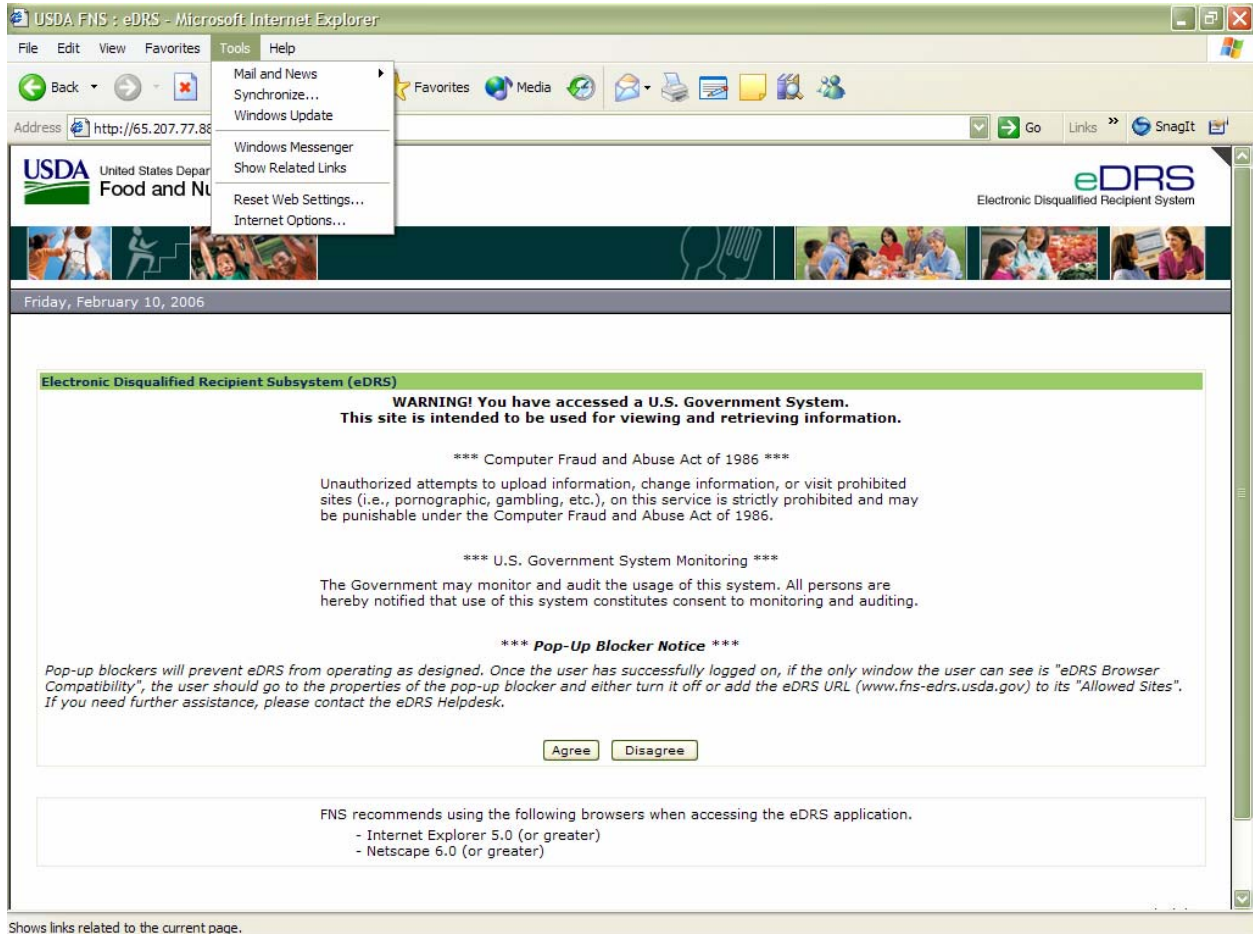 USDA FNS : eDRS - Microsoft Internet Explorer
File Edit View Favorites Tools Help
Back Favorites Media
Mail and News
Synchronize...
Windows Update
Windows Messenger
Show Related Links
Reset Web Settings...
Internet Options...
Address http://65.207.77.88 Go Links » SnagIt
USDA United States
Food and
eDRS
Electronic Disqualified Recipient System
Friday, February 10, 2006
Electronic Disqualified Recipient Subsystem (eDRS)
WARNING! You have accessed a U.S. Government System.
This site is intended to be used for viewing and retrieving information.
*** Computer Fraud and Abuse Act of 1986 ***
Unauthorized attempts to upload information, change information, or visit prohibited
sites (i.e., pornographic, gambling, etc.), on this service is strictly prohibited and may
be punishable under the Computer Fraud and Abuse Act of 1986.
*** U.S. Government System Monitoring ***
The Government may monitor and audit the usage of this system. All persons are
hereby notified that use of this system constitutes consent to monitoring and auditing.
*** Pop-Up Blocker Notice ***
Pop-up blockers will prevent eDRS from operating as designed. Once the user has successfully logged on, if the only window the user can see is "eDRS Browser
Compatibility", the user should go to the properties of the pop-up blocker and either turn it off or add the eDRS URL (www.fns-edrs.usda.gov) to its "Allowed Sites".
If you need further assistance, please contact the eDRS Helpdesk.
Agree Disagree
FNS recommends using the following browsers when accessing the eDRS application.
- Internet Explorer 5.0 (or greater)
- Netscape 6.0 (or greater)
Shows links related to the current page.